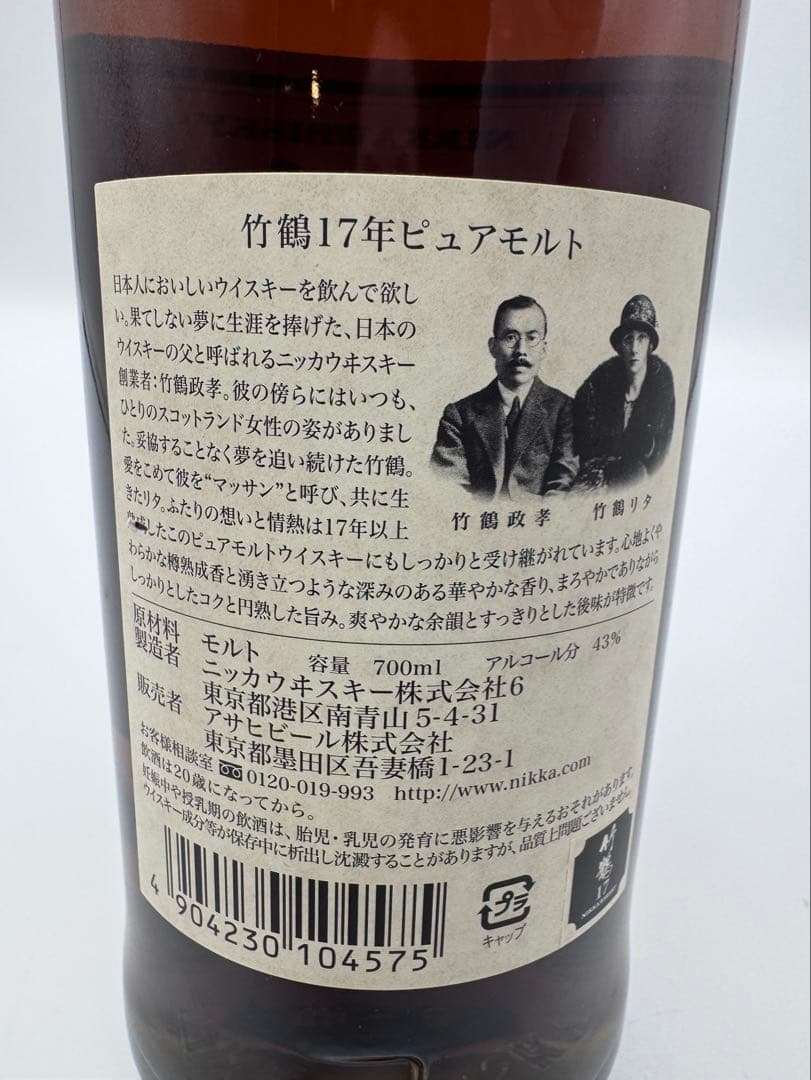 竹鶴17年ピュアモルト
日本人においしいウイスキーを飲んで欲し
い。果てしない夢に生涯を捧げた、日本の
ウイスキーの父と呼ばれるニッカウヰスキー
創業者：竹鶴政孝。彼の傍らにはいつも、
ひとりのスコットランド女性の姿がありまし
た。妥協することなく夢を追い続けた竹鶴。
愛をこめて彼を“マッサン”と呼び、共に生
きたリタ。ふたりの想いと情熱は17年以上
したこのピュアモルトウイスキーにもしっかりと受け継がれています。心地よくや
わらかな樽熟成香と湧き立つような深みのある華やかな香り、まろやかでありながら
しっかりとしたコクと円熟した旨み。爽やかな余韻とすっきりとした後味が特徴です。
竹鶴政孝 竹鶴リタ
原材料 モルト 容量 700ml アルコール分 43%
製造者 ニッカウヰスキー株式会社6
東京都港区南青山5-4-31
販売者 アサヒビール株式会社
東京都墨田区吾妻橋1-23-1
お客様相談室 0120-019-993 http://www.nikka.com
飲酒は20歳になってから。
妊娠中や授乳期の飲酒は、胎児・乳児の発育に悪影響を与えるおそれがあります。
ウイスキー成分等が保存中に析出し沈澱することがありますが、品質上問題ございません。
4 904230 104575
プラ
キャップ
竹鶴
17